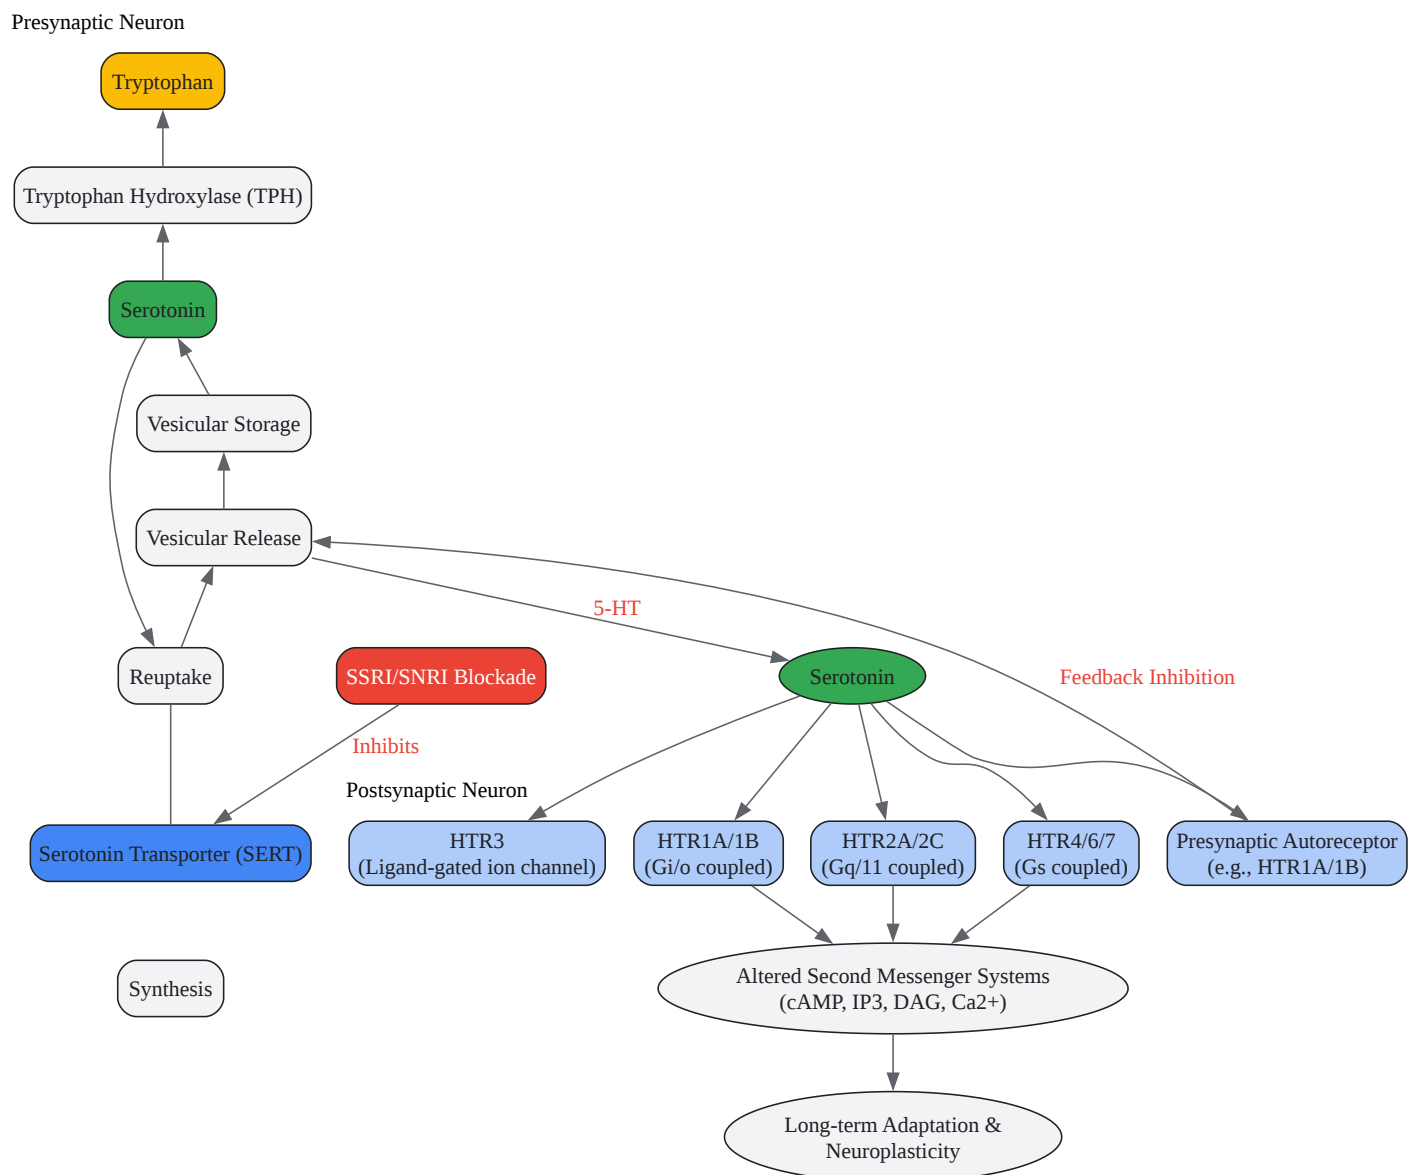 Presynaptic Neuron
Tryptophan
Tryptophan Hydroxylase (TPH)
Serotonin
Vesicular Storage
Vesicular Release
5-HT
Reuptake
SSRI/SNRI Blockade
Serotonin
Feedback Inhibition
Inhibits
Postsynaptic Neuron
Serotonin Transporter (SERT)
HTR3
(Ligand-gated ion channel)
HTR1A/1B
(Gi/o coupled)
HTR2A/2C
(Gq/11 coupled)
HTR4/6/7
(Gs coupled)
Presynaptic Autoreceptor
(e.g., HTR1A/1B)
Synthesis
Altered Second Messenger Systems
(cAMP, IP3, DAG, Ca2+)
Long-term Adaptation &
Neuroplasticity